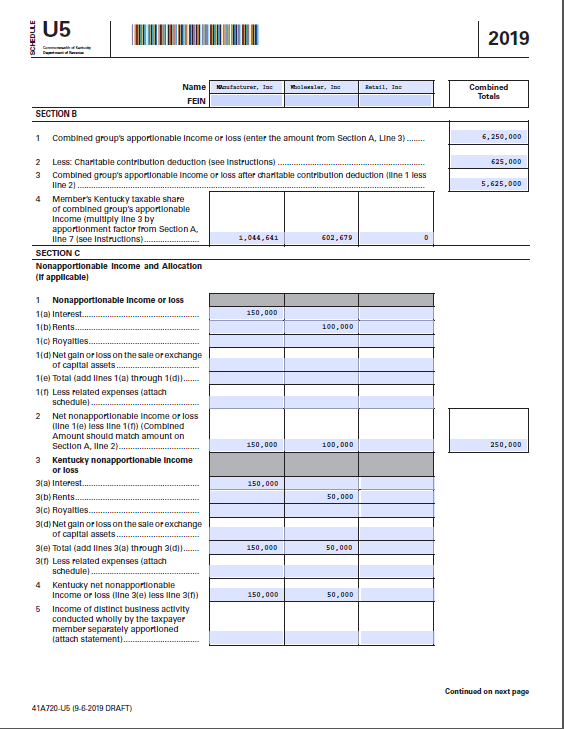 SCHEDULE
U5
Commonwealth of Kentucky
Department of Revenue
2019
Name Manufacturer, Inc Wholesaler, Inc Retail, Inc Combined Totals
FEIN
SECTION B
1 Combined group's apportionable income or loss (enter the amount from Section A, Line 3) ........ 6,250,000
2 Less: Charitable contribution deduction (see instructions) ........ 625,000
3 Combined group's apportionable income or loss after charitable contribution deduction (line 1 less
line 2) ........ 5,625,000
4 Member's Kentucky taxable share
of combined group's apportionable
income (multiply line 3 by
apportionment factor from Section A,
line 7 (see instructions)........ 1,044,641 602,679 0
SECTION C
Nonapportionable Income and Allocation
(if applicable)
1 Nonapportionable income or loss
1(a) Interest........ 150,000
1(b) Rents........ 100,000
1(c) Royalties........
1(d) Net gain or loss on the sale or exchange
of capital assets........
1(e) Total (add lines 1(a) through 1(d))........
1(f) Less related expenses (attach
schedule)........
2 Net nonapportionable income or loss
(line 1(e) less line 1(f)) (Combined
Amount should match amount on
Section A, line 2)........ 150,000 100,000 250,000
3 Kentucky nonapportionable income
or loss
3(a) Interest........ 150,000
3(b) Rents........ 50,000
3(c) Royalties........
3(d) Net gain or loss on the sale or exchange
of capital assets........
3(e) Total (add lines 3(a) through 3(d))........ 150,000 50,000
3(f) Less related expenses (attach
schedule)........
4 Kentucky net nonapportionable
income or loss (line 3(e) less line 3(f)) 150,000 50,000
5 Income of distinct business activity
conducted wholly by the taxpayer
member separately apportioned
(attach statement)........
Continued on next page
41A720-U5 (9-6-2019 DRAFT)